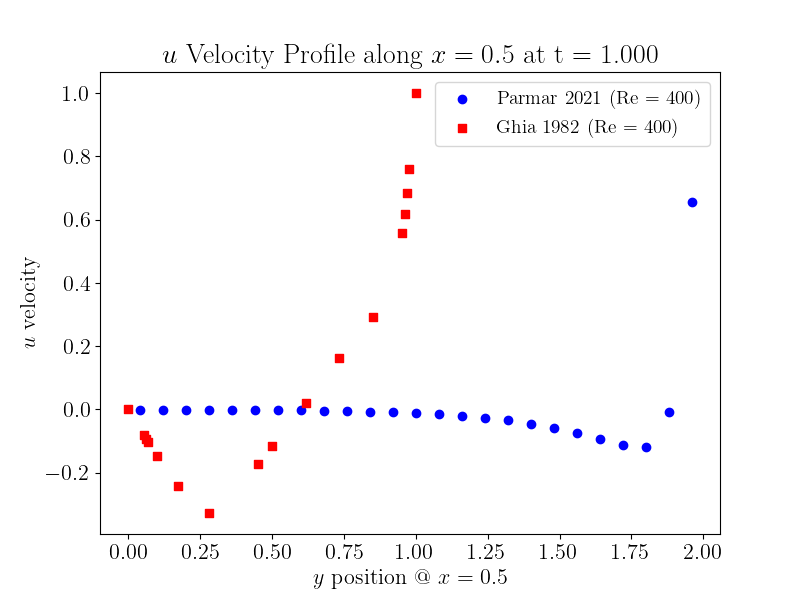 u Velocity Profile along x = 0.5 at t = 1.000
Parmar 2021 (Re = 400)
Ghia 1982 (Re = 400)
u velocity
1.0
0.8
0.6
0.4
0.2
0.0
−0.2
0.00 0.25 0.50 0.75 1.00 1.25 1.50 1.75 2.00
y position @ x = 0.5